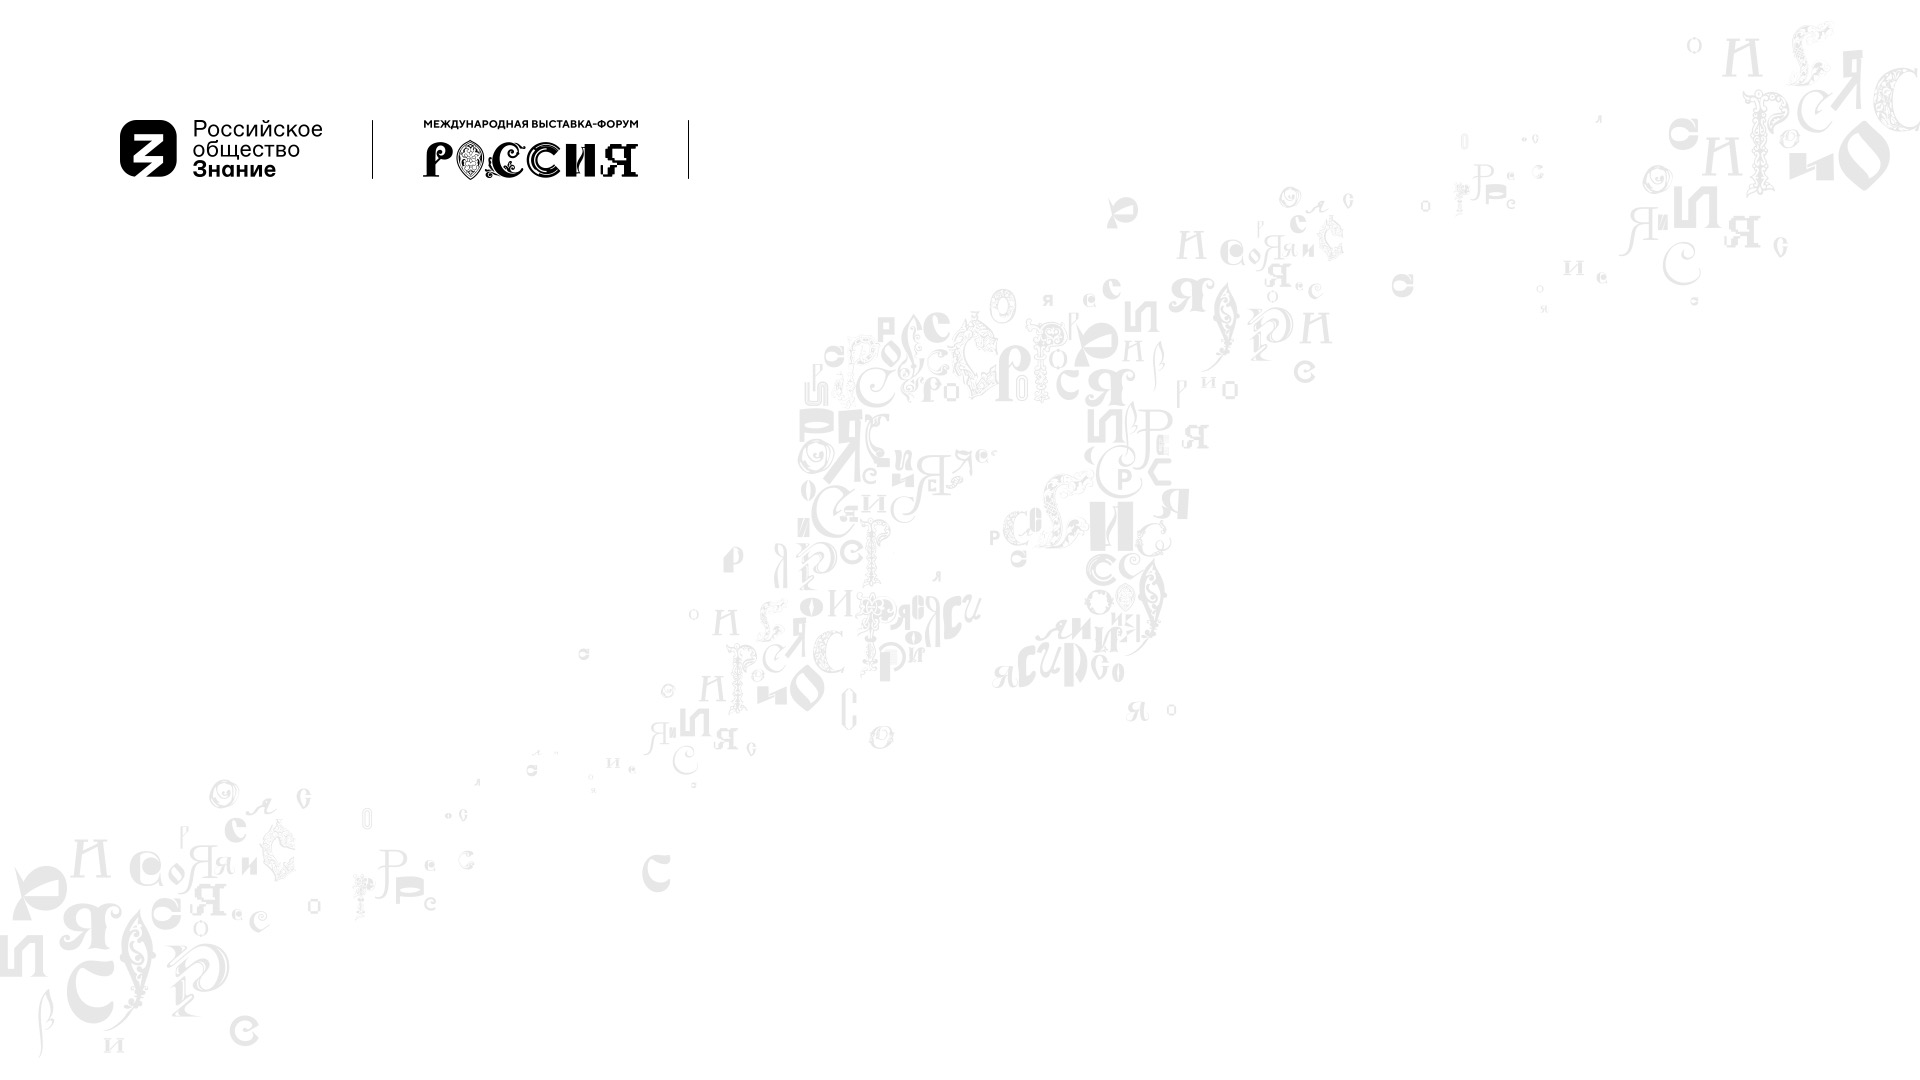 Российское
общество
Знание
МЕЖДУНАРОДНАЯ ВЫСТАВКА-ФОРУМ
РОССИЯ